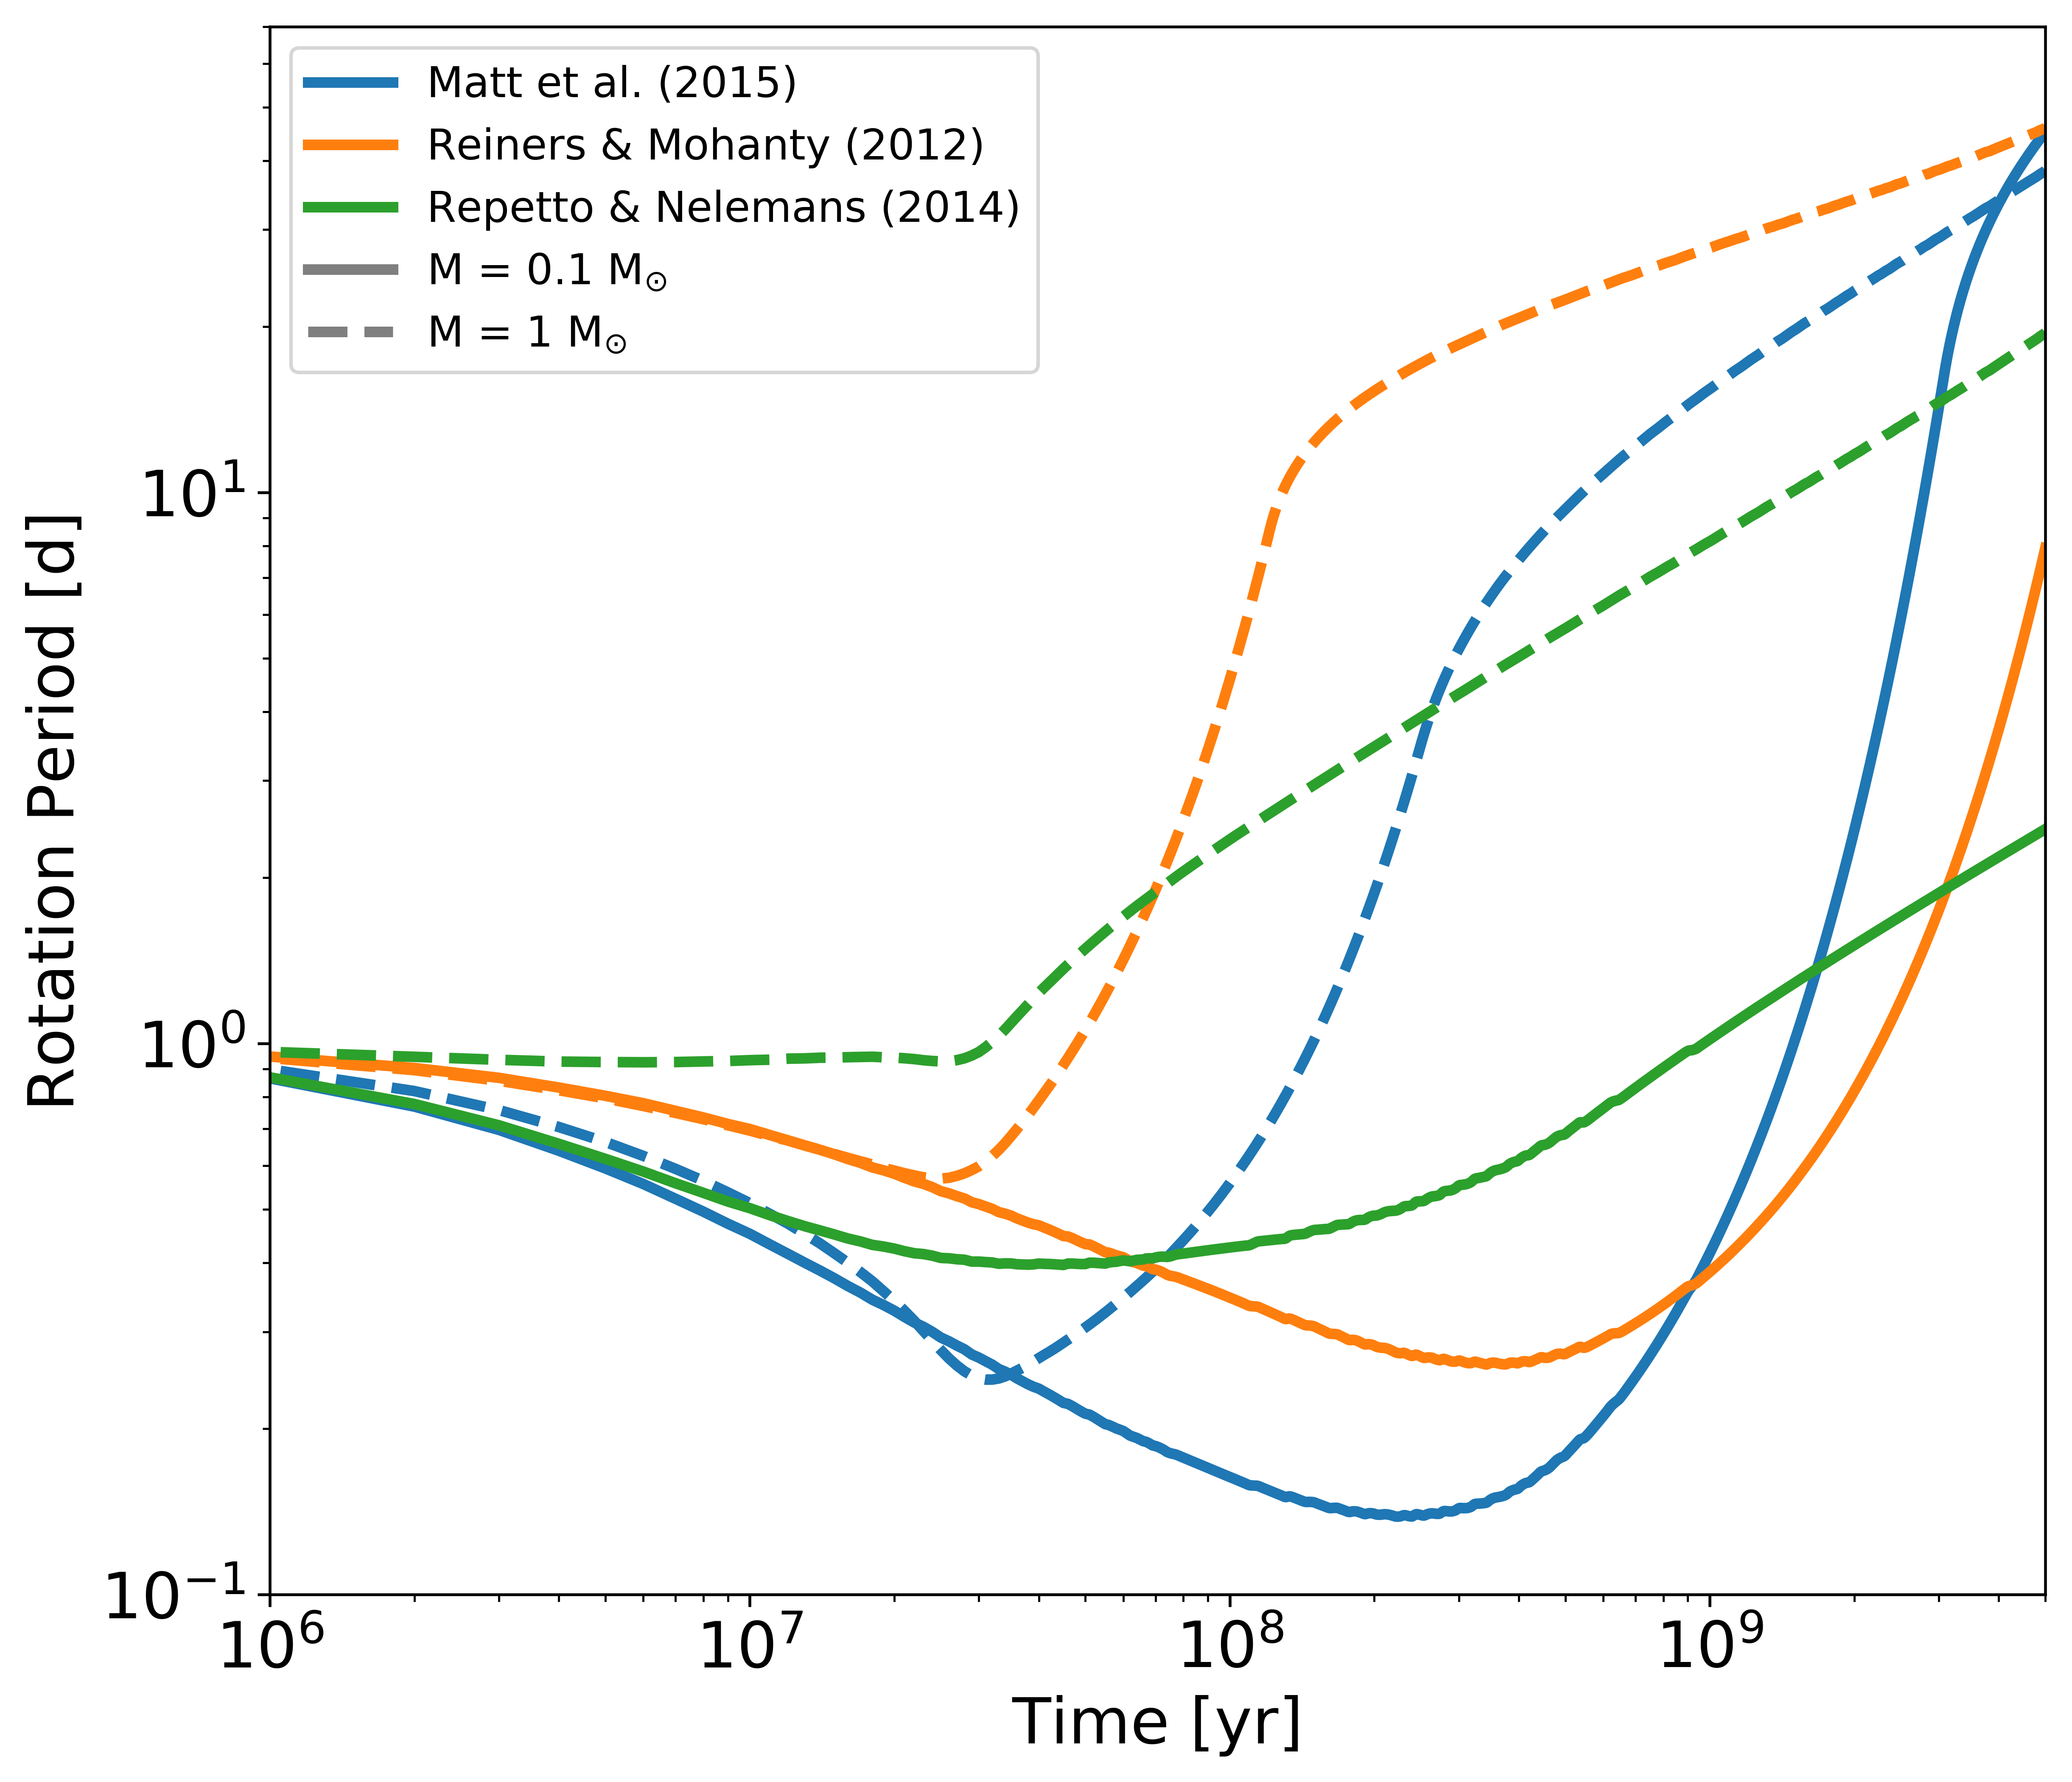 Matt et al. (2015)
Reiners & Mohanty (2012)
Repetto & Nelemans (2014)
M = 0.1 M⊙
M = 1 M⊙
Rotation Period [d]
10¹
10⁰
10⁻¹
10⁶ 10⁷ 10⁸ 10⁹
Time [yr]